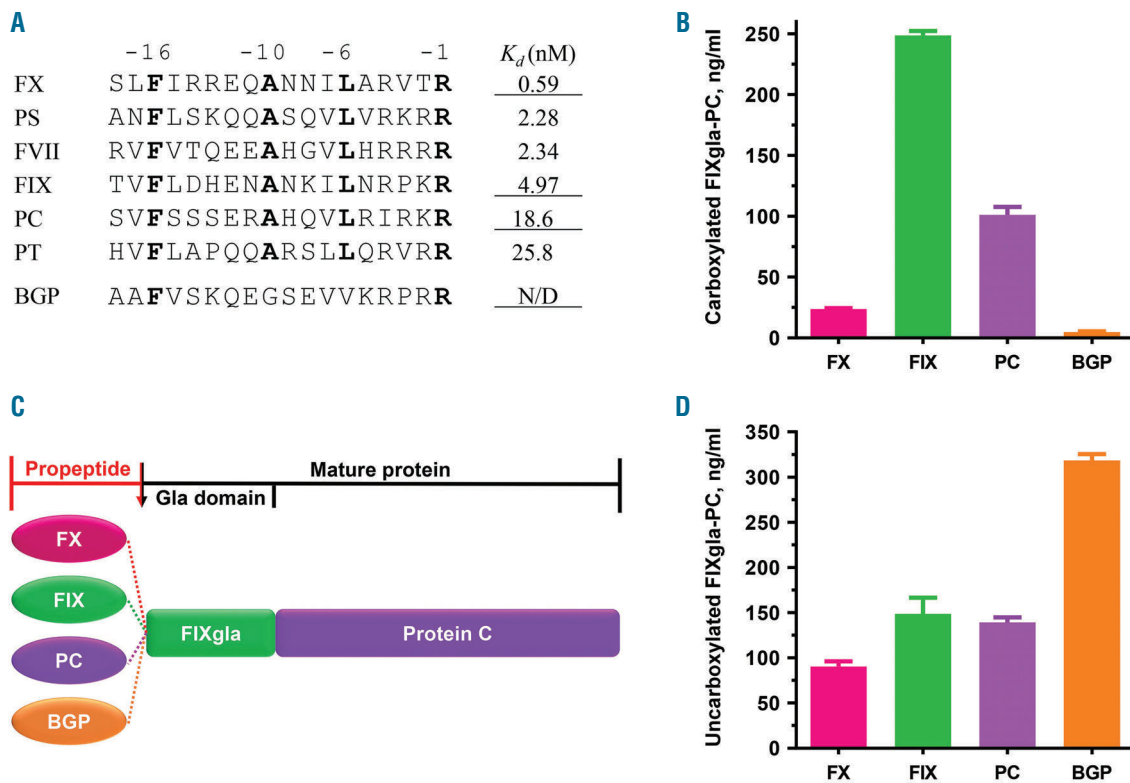 A
-16 -10 -6 -1 Kd (nM)
FX SLFIRREQANNILARVTR 0.59
PS ANFLSKQQASQVLVRKRR 2.28
FVII RVFVTQEEAHGVLHRRRR 2.34
FIX TVFLDHENANKILNRPKR 4.97
PC SVFSSSERAHQVLRIRKR 18.6
PT HVFLAPQQARSLLQRVRR 25.8
BGP AAFVSKQEGSEVVKRPRR N/D
B
Carboxylated FIXgla-PC, ng/ml
250
200
150
100
50
0
FX FIX PC BGP
C
Propeptide Mature protein
Gla domain
FX
FIX
PC
BGP
FIXgla Protein C
D
Uncarboxylated FIXgla-PC, ng/ml
350
300
250
200
150
100
50
0
FX FIX PC BGP